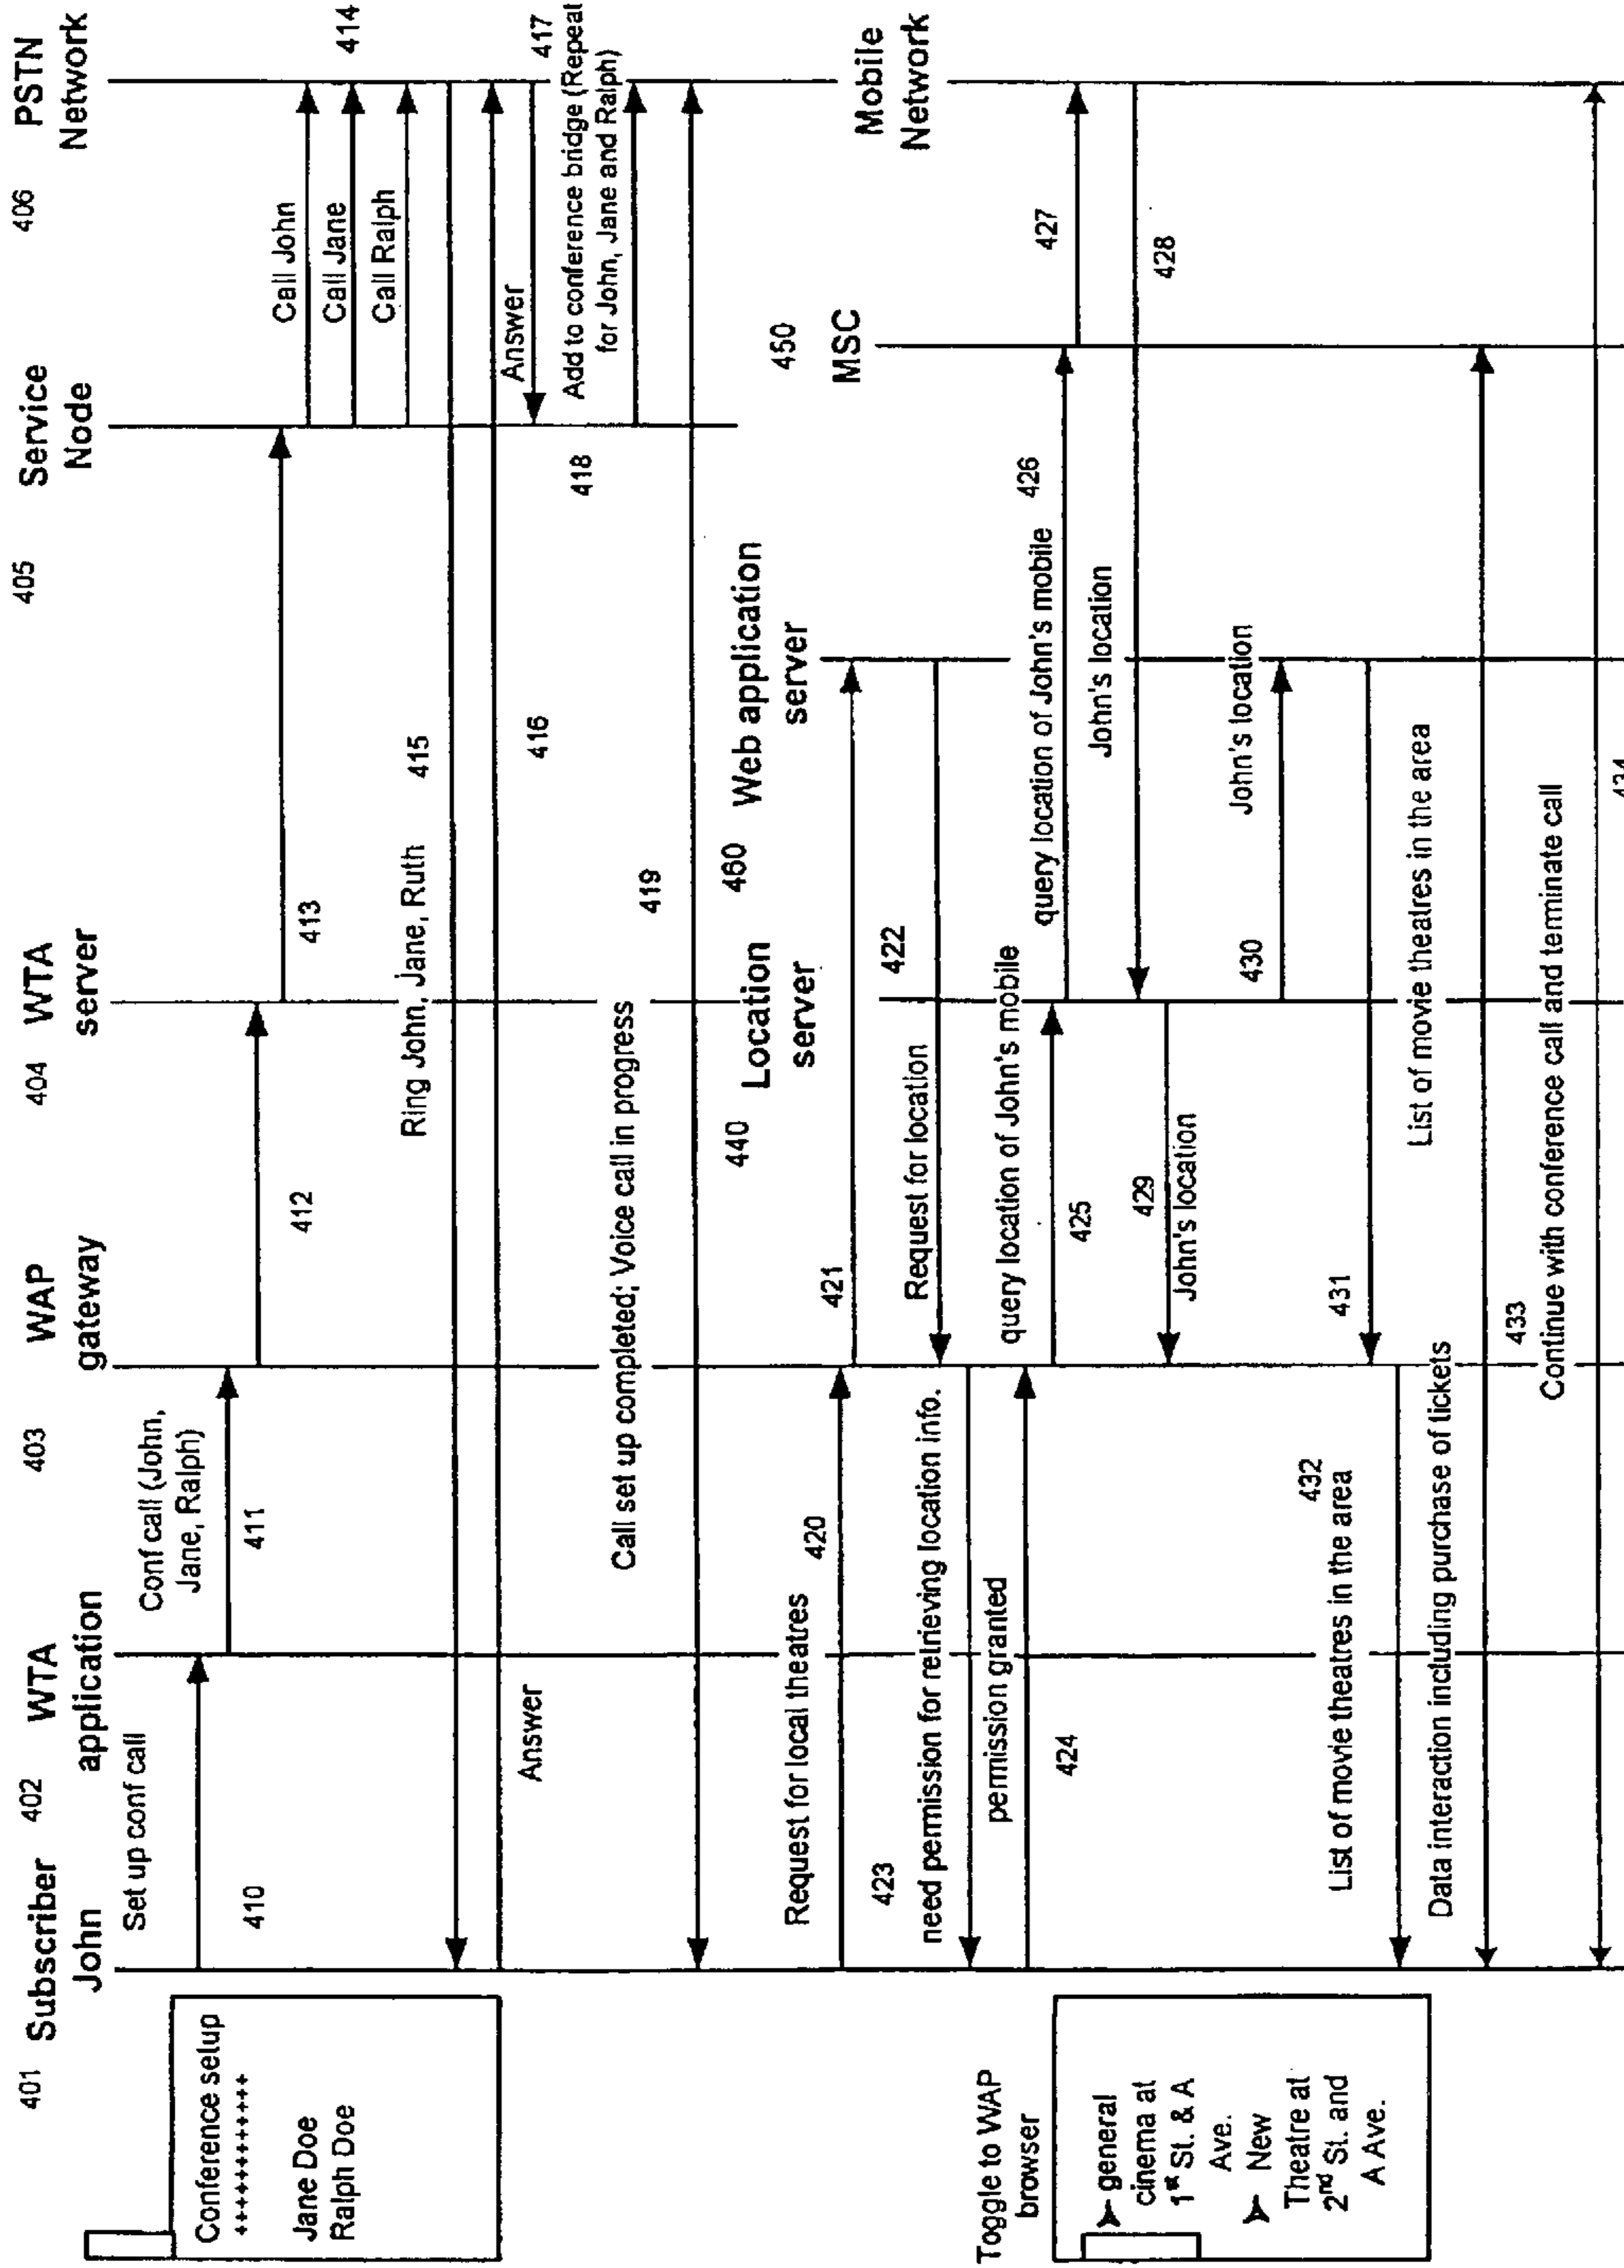 401 Subscriber John
402 WTA application
403 WAP gateway
404 WTA server
405 Service Node
406 PSTN Network
Conference setup
++++++++++++
Jane Doe
Ralph Doe
Set up conf call
410
Conf call (John,
Jane, Ralph)
411
412
413
Call John
Call Jane
Call Ralph
414
Ring John, Jane, Ruth 415
Answer
416
417
Answer
Add to conference bridge (Repeat
for John, Jane and Ralph)
418
Call set up completed; Voice call in progress
419
440 Location server
460 Web application server
450 MSC
Mobile Network
Toggle to WAP
browser
➤ general
cinema at
1st St. & A
Ave.
➤ New
Theatre at
2nd St. and
A Ave.
Request for local theatres 420
421
422
Request for location
423
need permission for retrieving location info.
permission granted
424
query location of John's mobile
425
query location of John's mobile 426
427
428
John's location
429
John's location
430
John's location
431
List of movie theatres in the area
432
List of movie theatres in the area
Data interaction including purchase of tickets
433
Continue with conference call and terminate call
434